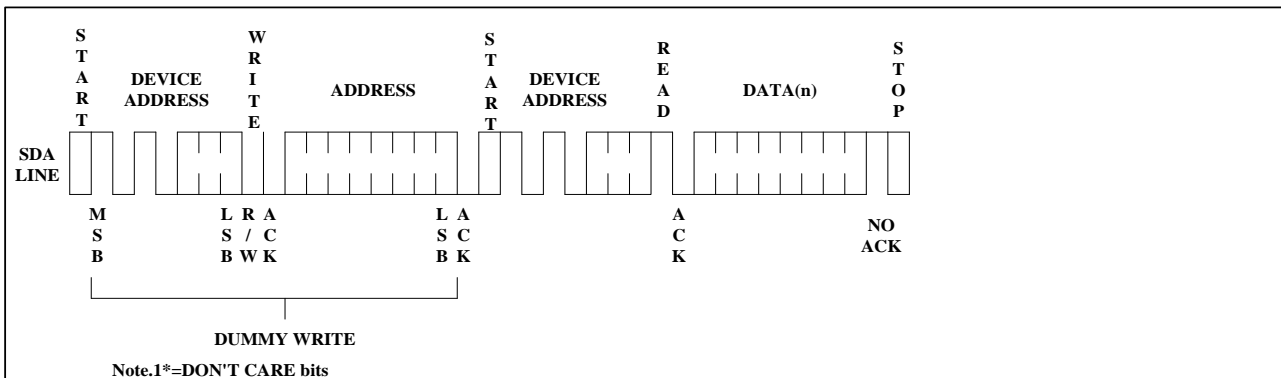 START
DEVICE
ADDRESS
WRITE
ADDRESS
START
DEVICE
ADDRESS
READ
DATA(n)
STOP
SDA
LINE
MSB
LSB
R/W
ACK
LSB
ACK
ACK
NO
ACK
DUMMY WRITE
Note.1*=DON'T CARE bits